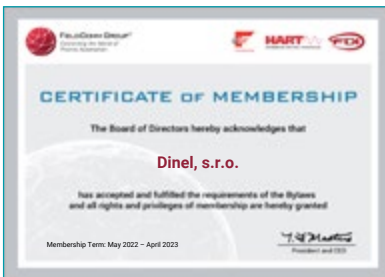 FieldComm Group
Connecting the World of
Process Automation
HART
FDI
CERTIFICATE OF MEMBERSHIP
The Board of Directors hereby acknowledges that
Dinel, s.r.o.
has accepted and fulfilled the requirements of the Bylaws
and all rights and privileges of membership are hereby granted
Membership Term: May 2022 – April 2023
President and CEO